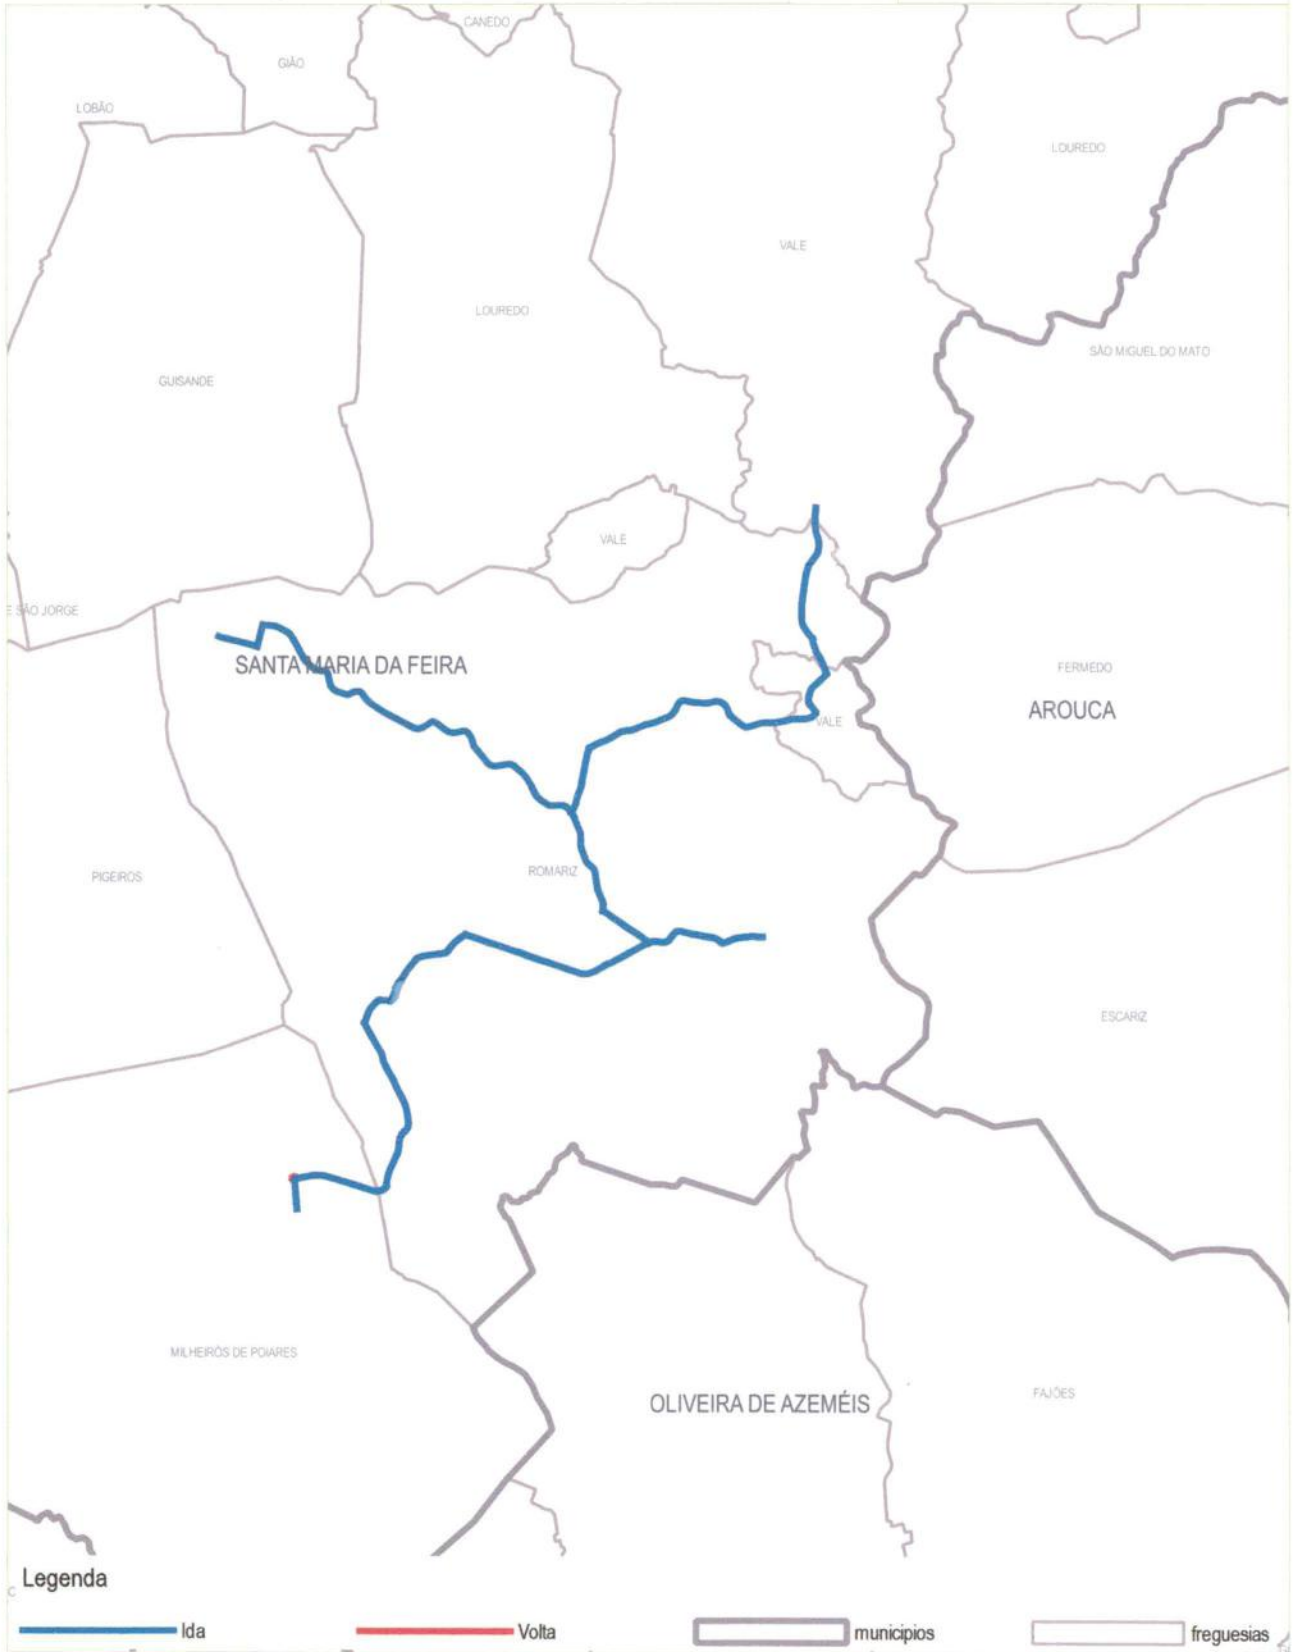 CANEDO
GIÃO
LOBÃO
LOUREDO
VALE
LOUREDO
SÃO MIGUEL DO MATO
GUISANDE
VALE
E SÃO JORGE
SANTA MARIA DA FEIRA
FERMEDO
AROUCA
VALE
ROMARIZ
PIGEIROS
ESCARIZ
MILHEIRÓS DE POIARES
OLIVEIRA DE AZEMÉIS
FAJÕES
Legenda
Ida
Volta
municipios
freguesias